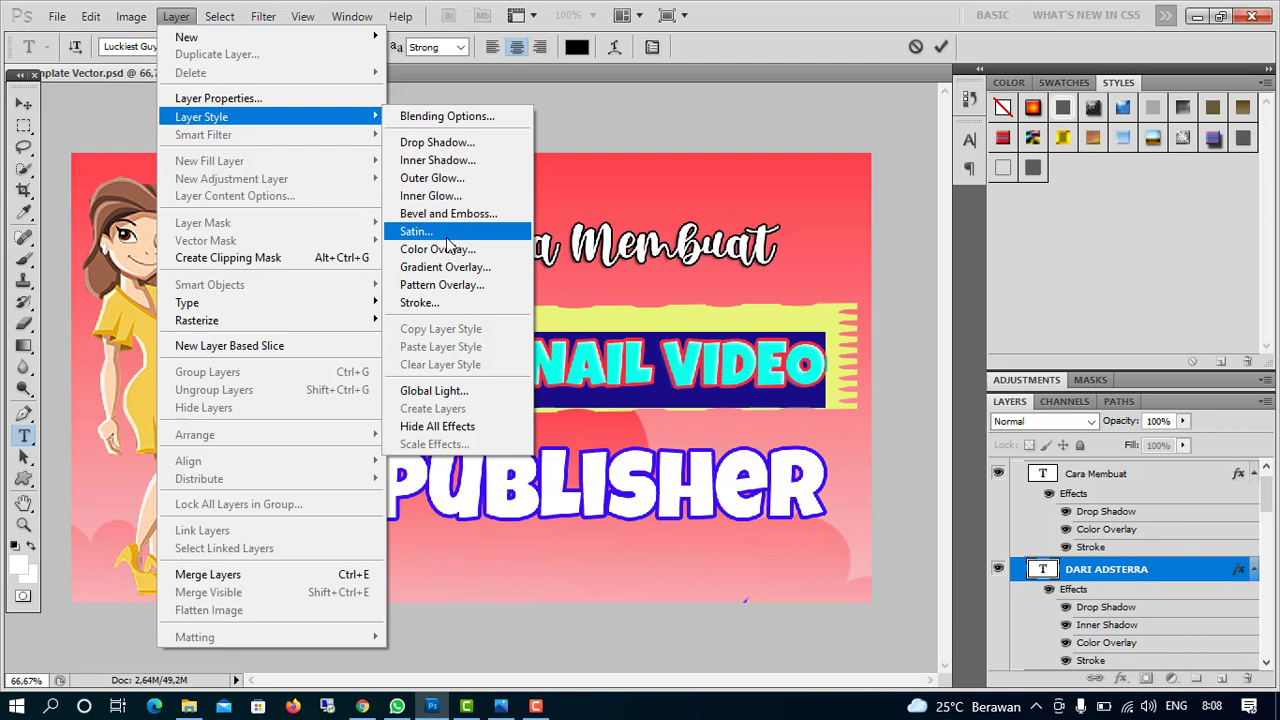 Ps File Edit Image Layer Select Filter View Window Help Br Mb 100% BASIC WHAT'S NEW IN CS5
T Luckiest Guy aa Strong
mplate Vector.psd @ 66,7
New
Duplicate Layer...
Delete
Layer Properties...
Layer Style
Smart Filter
New Fill Layer
New Adjustment Layer
Layer Content Options...
Layer Mask
Vector Mask
Create Clipping Mask Alt+Ctrl+G
Smart Objects
Type
Rasterize
New Layer Based Slice
Group Layers Ctrl+G
Ungroup Layers Shift+Ctrl+G
Hide Layers
Arrange
Align
Distribute
Lock All Layers in Group...
Link Layers
Select Linked Layers
Merge Layers Ctrl+E
Merge Visible Shift+Ctrl+E
Flatten Image
Matting
Blending Options...
Drop Shadow...
Inner Shadow...
Outer Glow...
Inner Glow...
Bevel and Emboss...
Satin...
Color Overlay...
Gradient Overlay...
Pattern Overlay...
Stroke...
Copy Layer Style
Paste Layer Style
Clear Layer Style
Global Light...
Create Layers
Hide All Effects
Scale Effects...
a Membuat
NAIL VIDEO
PUBLISHER
COLOR SWATCHES STYLES
ADJUSTMENTS MASKS
LAYERS CHANNELS PATHS
Normal Opacity: 100%
Lock: Fill: 100%
T Cara Membuat fx
Effects
Drop Shadow
Color Overlay
Stroke
T DARI ADSTERRA fx
Effects
Drop Shadow
Inner Shadow
Color Overlay
Stroke
66,67% Doc: 2,64M/49,2M
25°C Berawan ENG 8:08